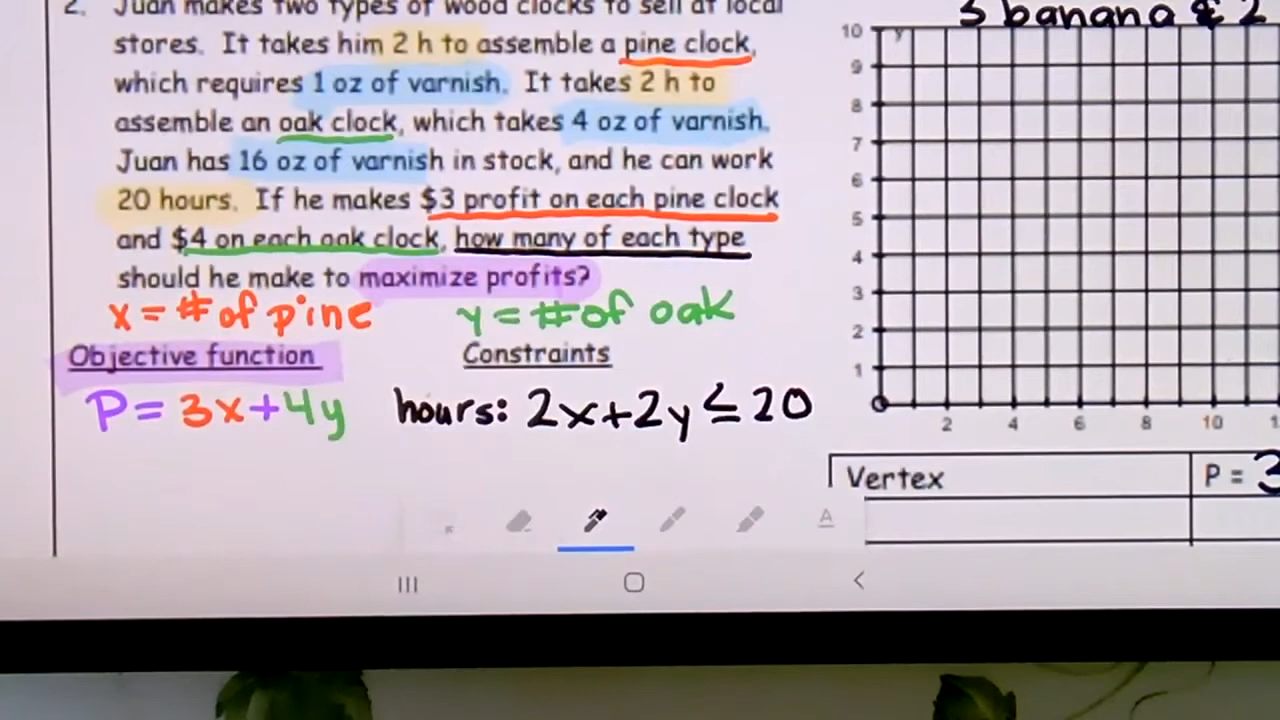 2. Juan makes two types of wood clocks to sell at local
stores. It takes him 2 h to assemble a pine clock,
which requires 1 oz of varnish. It takes 2 h to
assemble an oak clock, which takes 4 oz of varnish.
Juan has 16 oz of varnish in stock, and he can work
20 hours. If he makes $3 profit on each pine clock
and $4 on each oak clock, how many of each type
should he make to maximize profits?
x = # of pine
y = # of oak
Objective function
Constraints
P = 3x + 4y
hours: 2x + 2y ≤ 20
3 banana & 2
y
10
9
8
7
6
5
4
3
2
1
0
2 4 6 8 10 1
Vertex P = 3
A